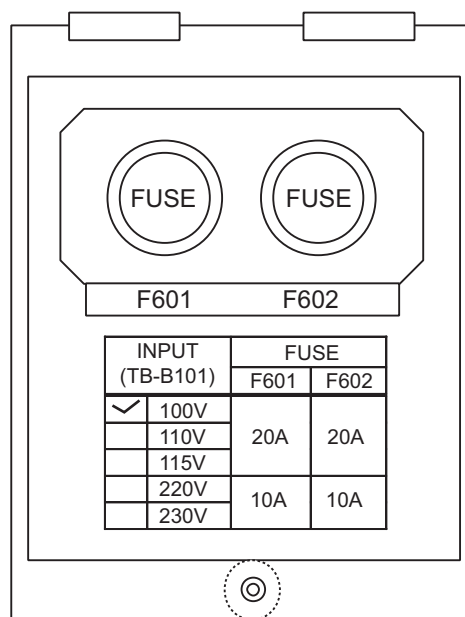 FUSE FUSE
F601 F602
INPUT FUSE
(TB-B101) F601 F602
✓ 100V
110V 20A 20A
115V
220V
10A 10A
230V